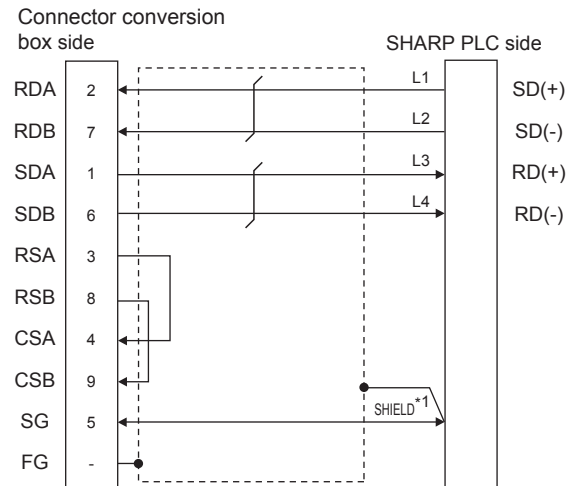 Connector conversion
box side
SHARP PLC side
RDA 2 L1 SD(+)
RDB 7 L2 SD(-)
SDA 1 L3 RD(+)
SDB 6 L4 RD(-)
RSA 3
RSB 8
CSA 4
CSB 9
SG 5 SHIELD*1
FG -